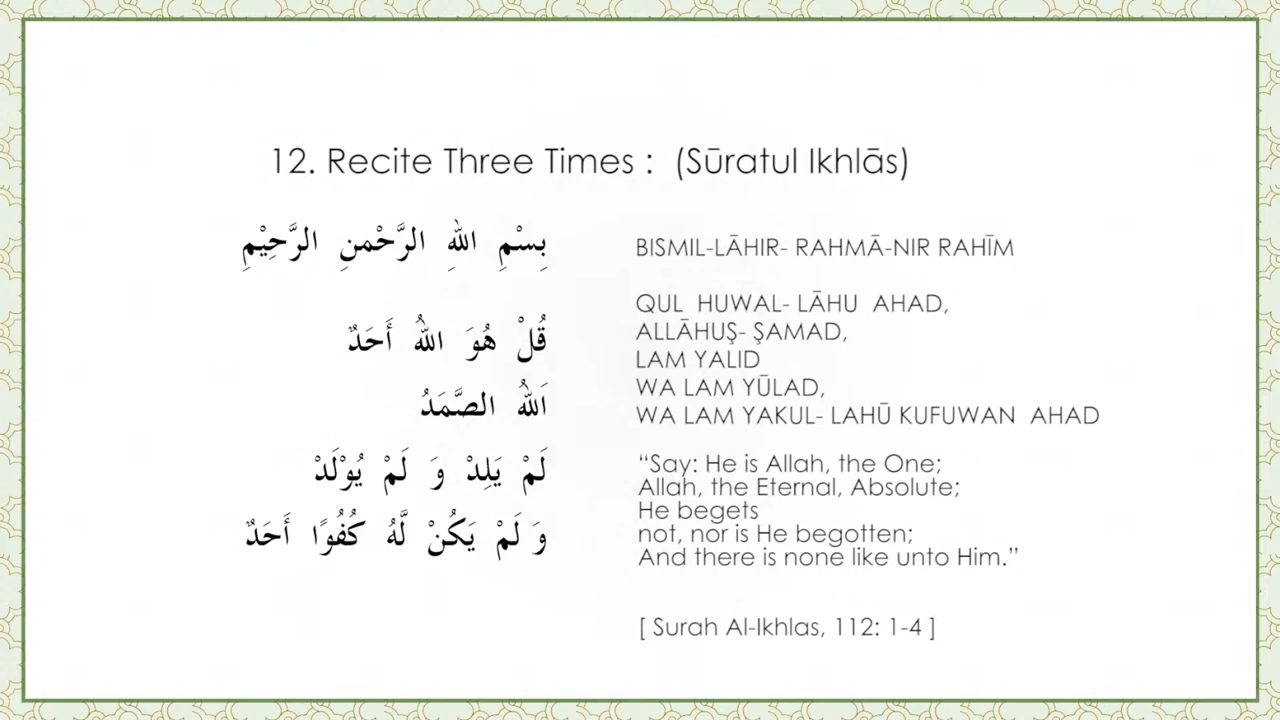 12. Recite Three Times :  (Sūratul Ikhlās)
بِسْمِ اللهِ الرَّحْمنِ الرَّحِيْمِ
قُلْ هُوَ اللهُ أَحَدٌ
اَللهُ الصَّمَدُ
لَمْ يَلِدْ وَ لَمْ يُوْلَدْ
وَ لَمْ يَكُنْ لَّهُ كُفُوًا أَحَدٌ
BISMIL-LĀHIR- RAHMĀ-NIR RAHĪM
QUL  HUWAL- LĀHU  AHAD,
ALLĀHUŞ- ŞAMAD,
LAM YALID
WA LAM YŪLAD,
WA LAM YAKUL- LAHŪ KUFUWAN  AHAD
“Say: He is Allah, the One;
Allah, the Eternal, Absolute;
He begets
not, nor is He begotten;
And there is none like unto Him.”
[ Surah Al-Ikhlas, 112: 1-4 ]